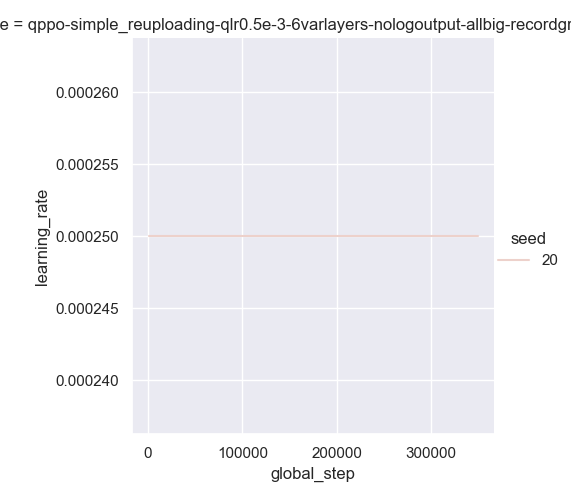 e = qppo-simple_reuploading-qlr0.5e-3-6varlayers-nologoutput-allbig-recordgr
0.000260
0.000255
0.000250
0.000245
0.000240
learning_rate
0 100000 200000 300000
global_step
seed
20